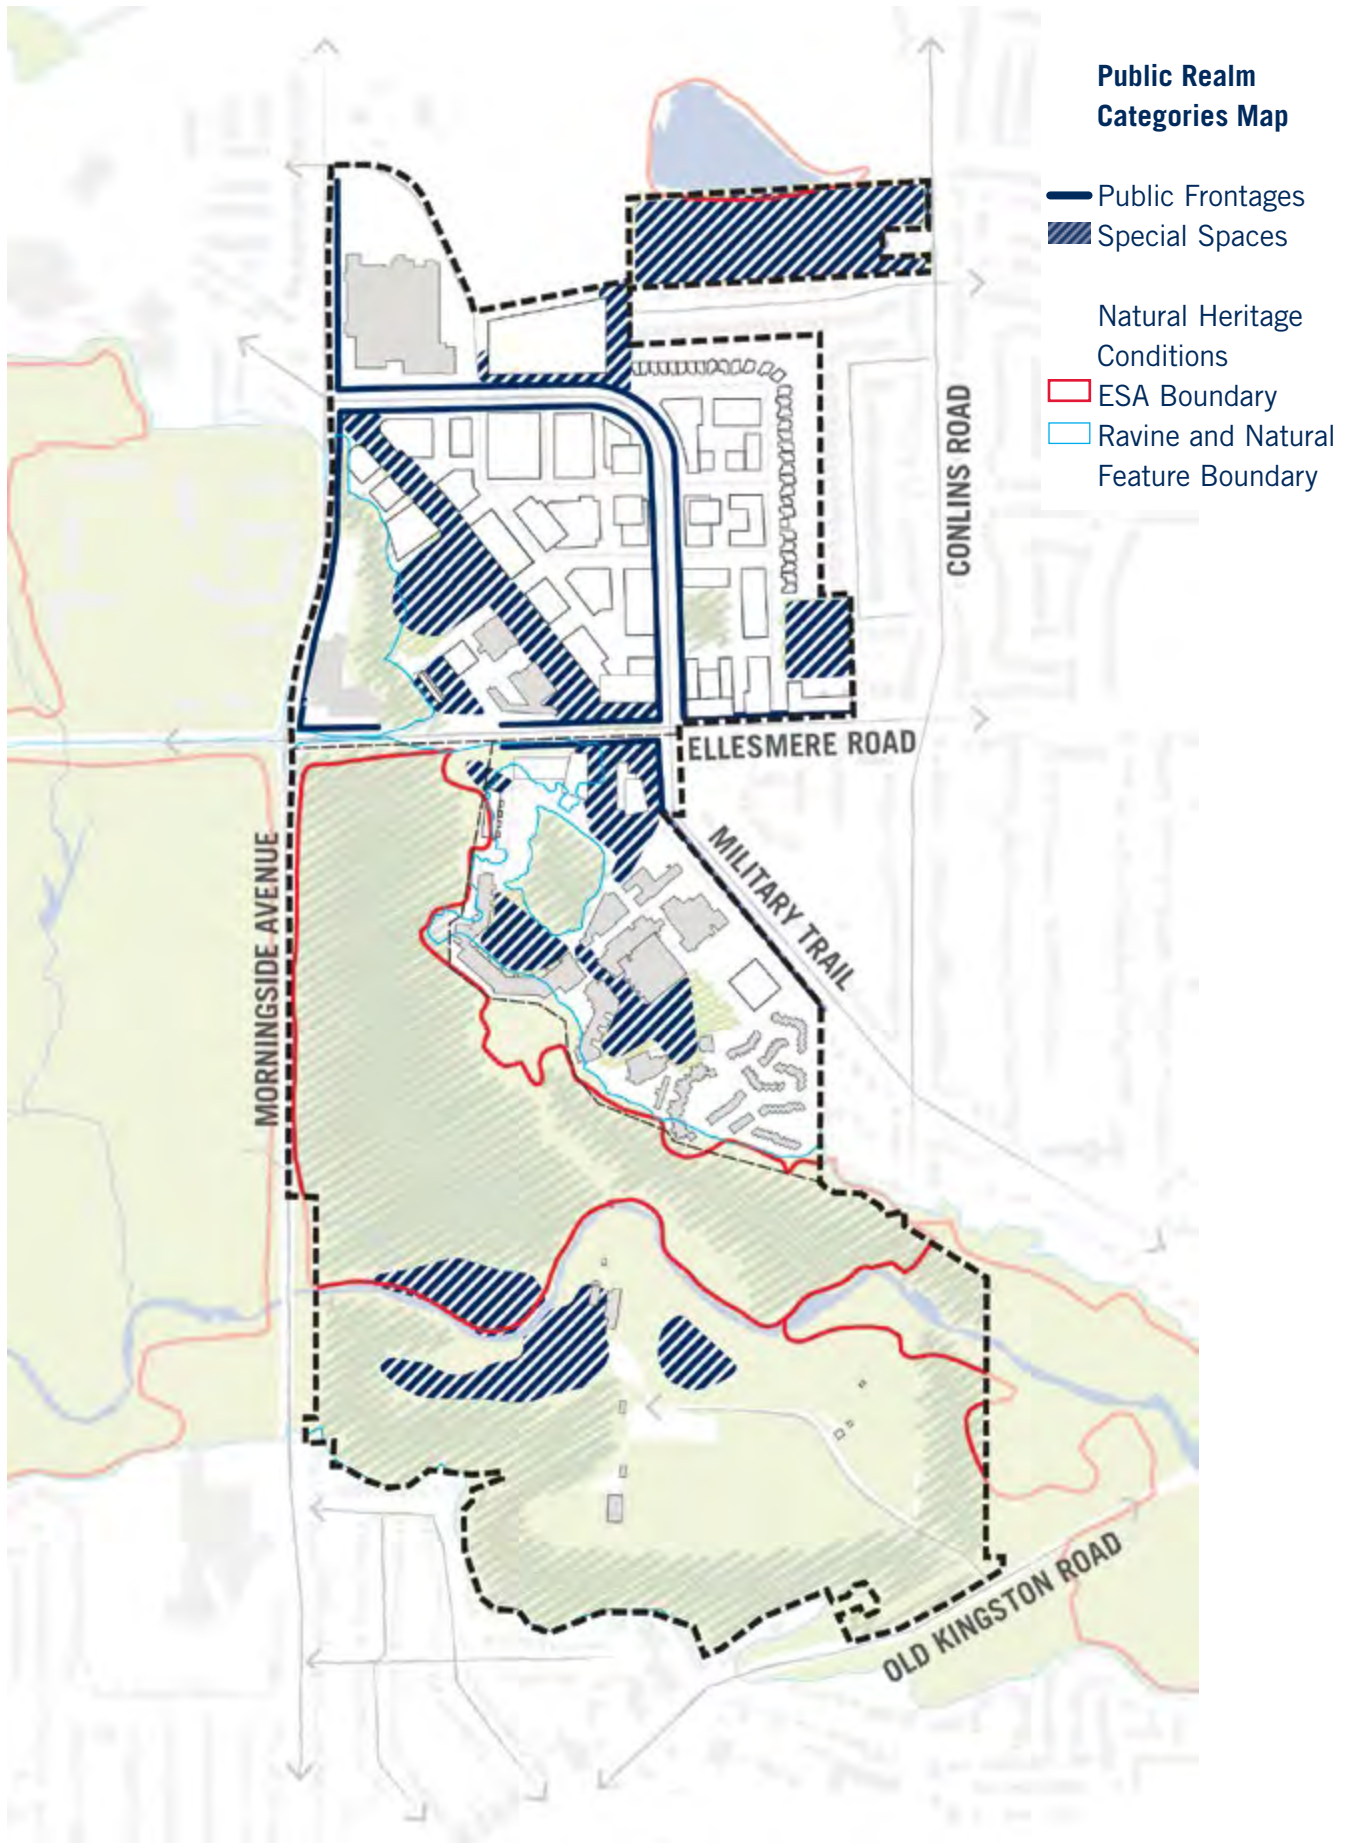 Public Realm
Categories Map
Public Frontages
Special Spaces
Natural Heritage
Conditions
ESA Boundary
Ravine and Natural
Feature Boundary
CONLINS ROAD
ELLESMERE ROAD
MILITARY TRAIL
MORNINGSIDE AVENUE
OLD KINGSTON ROAD